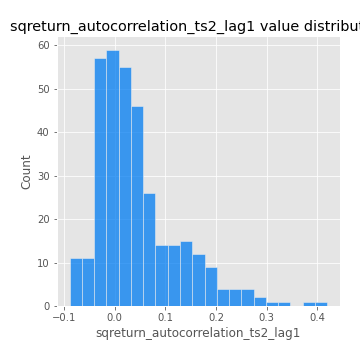 sqreturn_autocorrelation_ts2_lag1 value distribut
60
50
40
30
20
10
0
Count
−0.1 0.0 0.1 0.2 0.3 0.4
sqreturn_autocorrelation_ts2_lag1